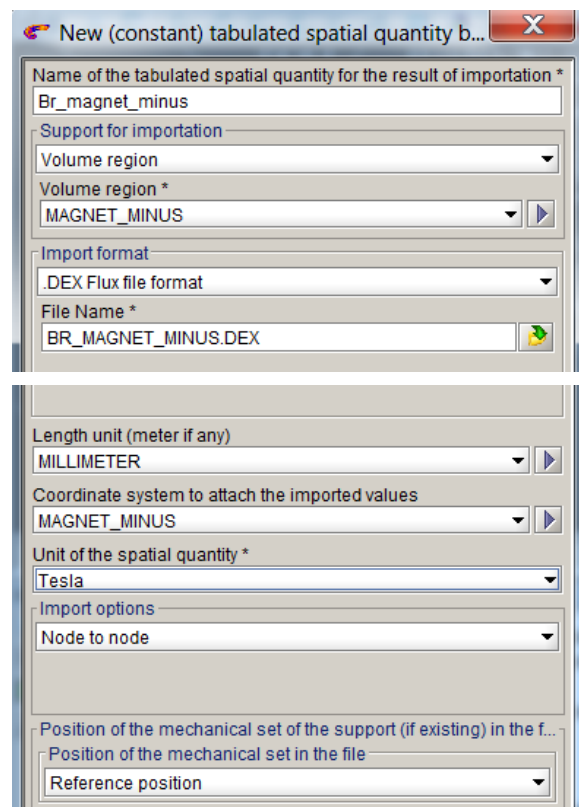 New (constant) tabulated spatial quantity b...
Name of the tabulated spatial quantity for the result of importation *
Br_magnet_minus
Support for importation
Volume region
Volume region *
MAGNET_MINUS
Import format
.DEX Flux file format
File Name *
BR_MAGNET_MINUS.DEX
Length unit (meter if any)
MILLIMETER
Coordinate system to attach the imported values
MAGNET_MINUS
Unit of the spatial quantity *
Tesla
Import options
Node to node
Position of the mechanical set of the support (if existing) in the f...
Position of the mechanical set in the file
Reference position